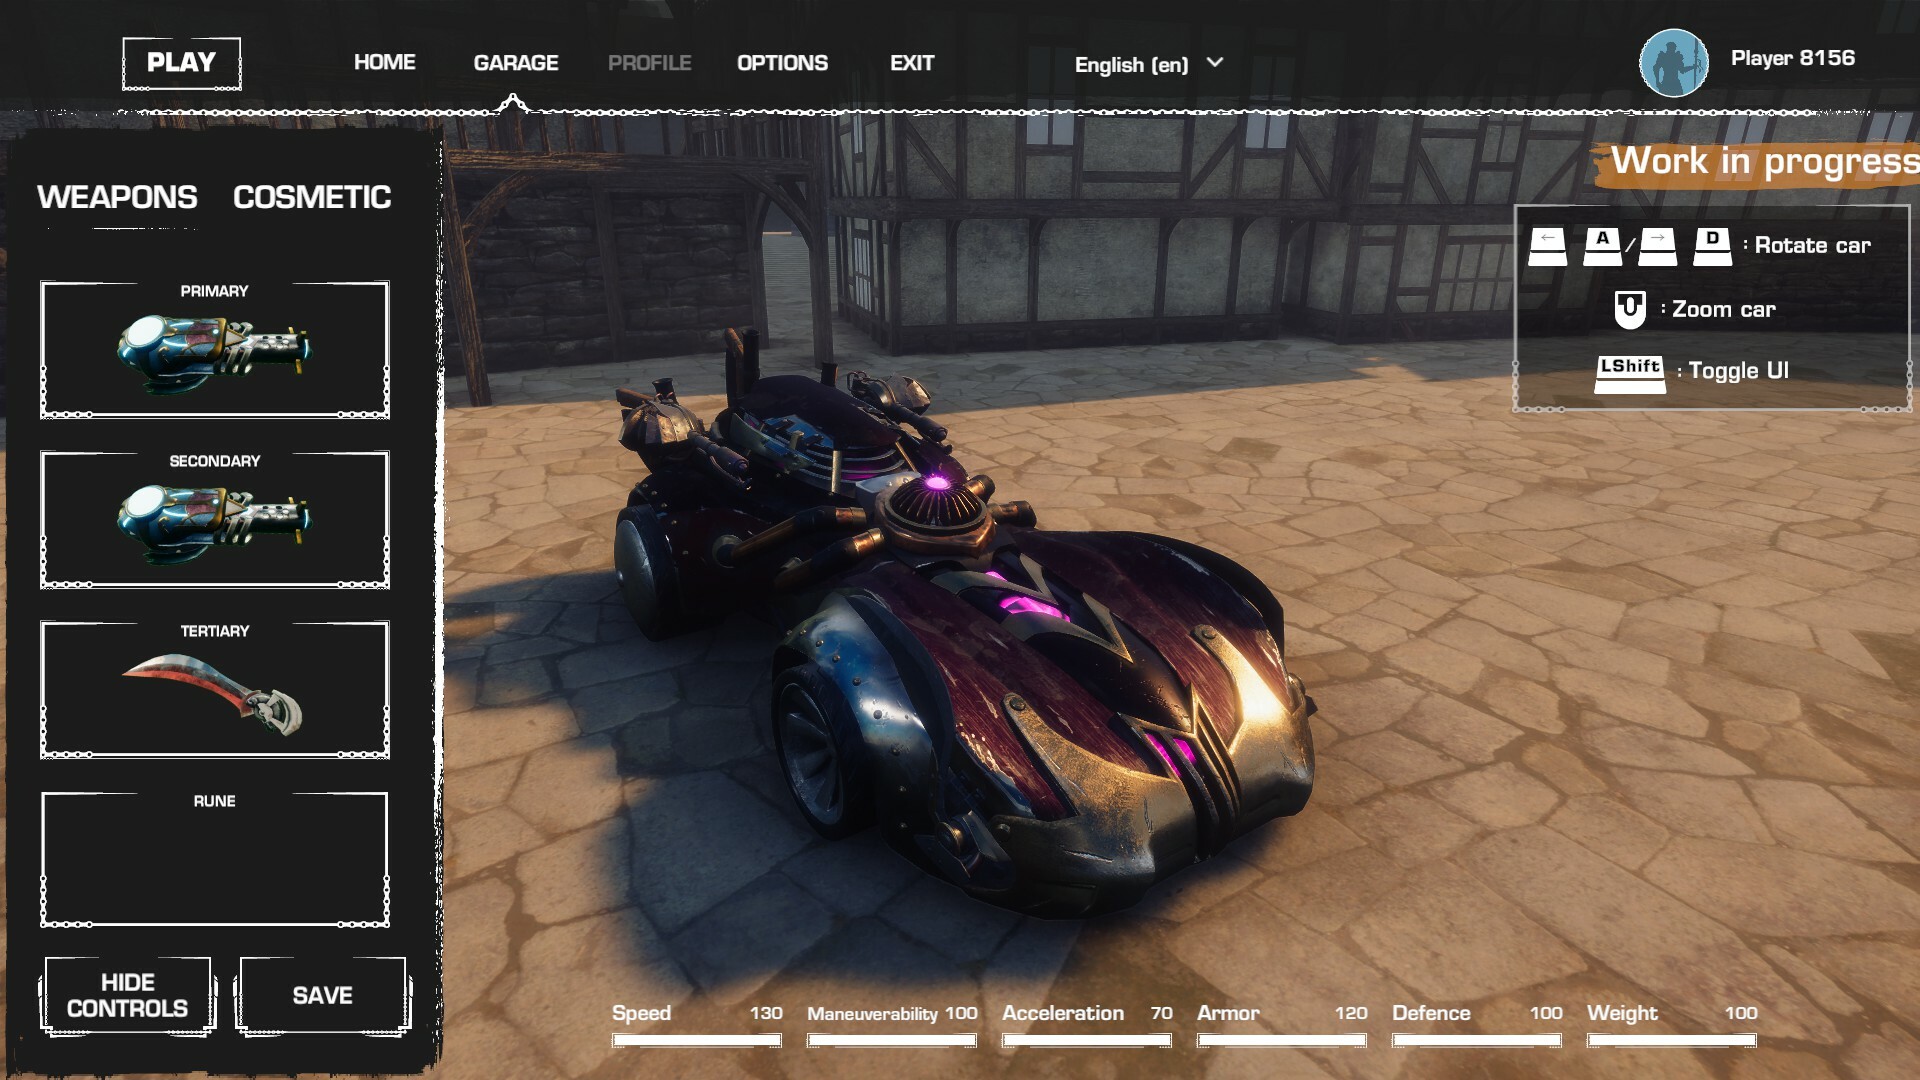 PLAY
HOME
GARAGE
PROFILE
OPTIONS
EXIT
English (en)
Player 8156
Work in progress
WEAPONS
COSMETIC
← A / → D : Rotate car
: Zoom car
LShift : Toggle UI
PRIMARY
SECONDARY
TERTIARY
RUNE
HIDE
CONTROLS
SAVE
Speed 130
Maneuverability 100
Acceleration 70
Armor 120
Defence 100
Weight 100